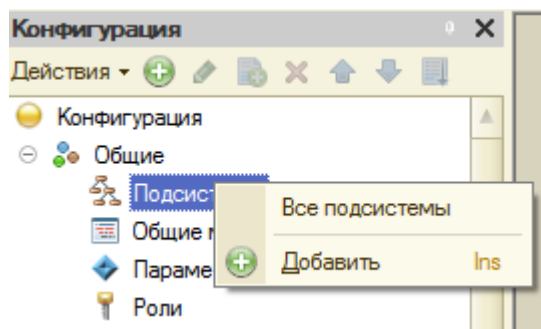 Конфигурация
Действия
Конфигурация
Общие
Подсист
Все подсистемы
Общие
Добавить Ins
Параме
Роли